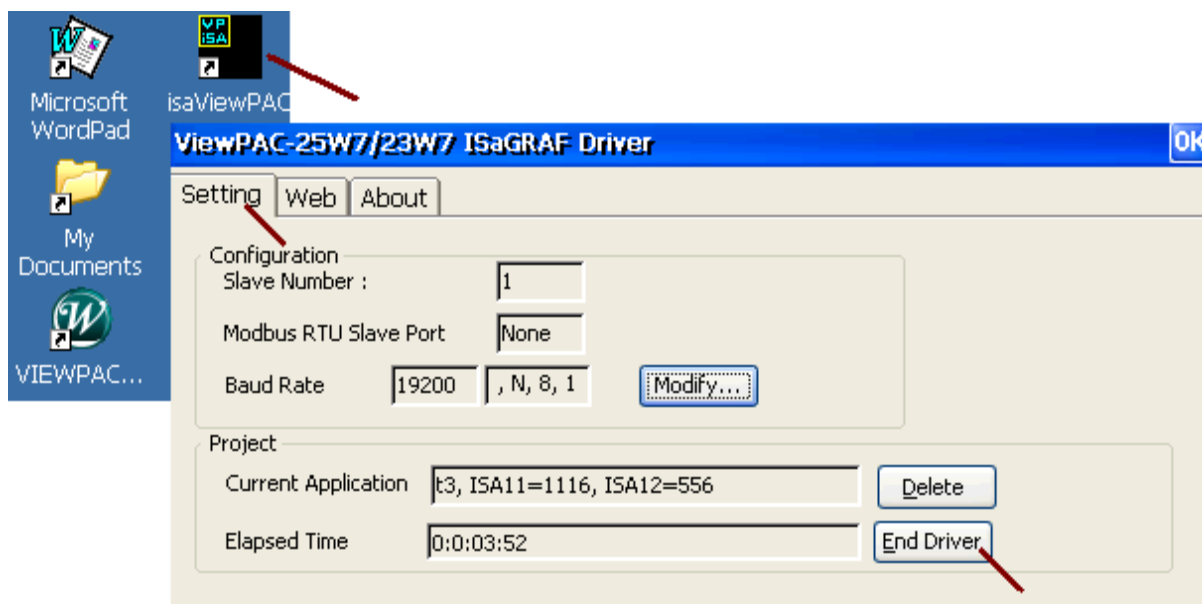 VP
iSA
Microsoft
WordPad
isaViewPAC
My
Documents
VIEWPAC...
ViewPAC-25W7/23W7 ISaGRAF Driver
OK
Setting
Web
About
Configuration
Slave Number :
1
Modbus RTU Slave Port
None
Baud Rate
19200
, N, 8, 1
Modify...
Project
Current Application
t3, ISA11=1116, ISA12=556
Delete
Elapsed Time
0:0:03:52
End Driver